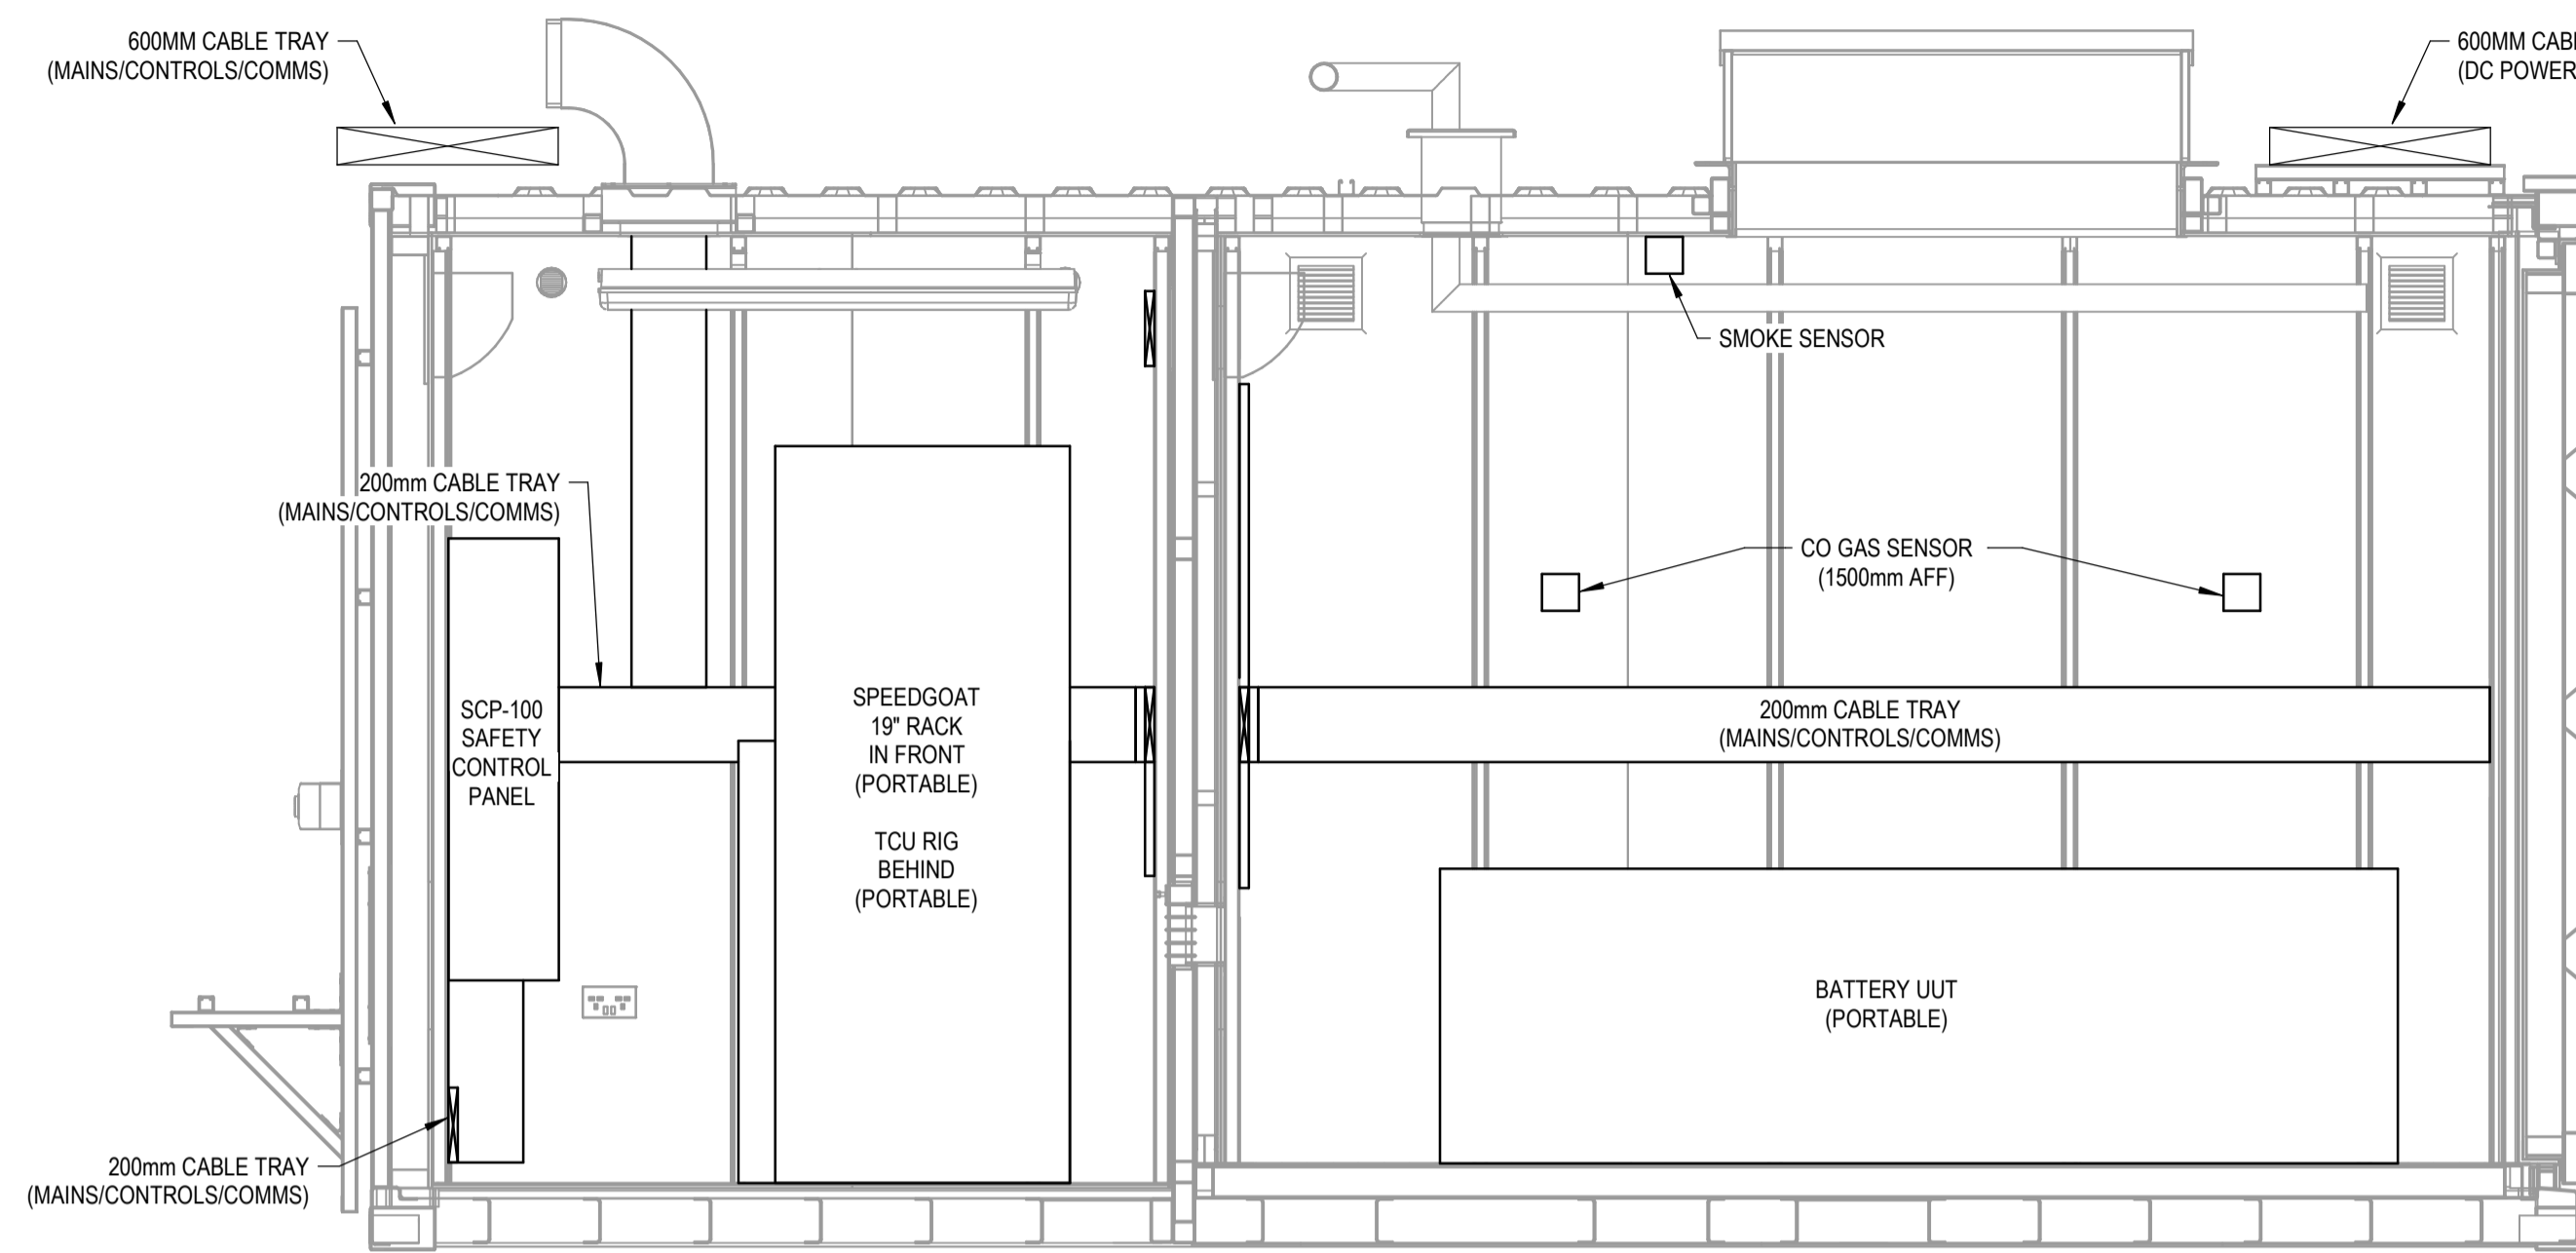 600MM CABLE TRAY
(MAINS/CONTROLS/COMMS)
600MM
(DC POWER
SMOKE SENSOR
200mm CABLE TRAY
(MAINS/CONTROLS/COMMS)
CO GAS SENSOR
(1500mm AFF)
SCP-100
SAFETY
CONTROL
PANEL
SPEEDGOAT
19" RACK
IN FRONT
(PORTABLE)
TCU RIG
BEHIND
(PORTABLE)
200mm CABLE TRAY
(MAINS/CONTROLS/COMMS)
BATTERY UUT
(PORTABLE)
200mm CABLE TRAY
(MAINS/CONTROLS/COMMS)